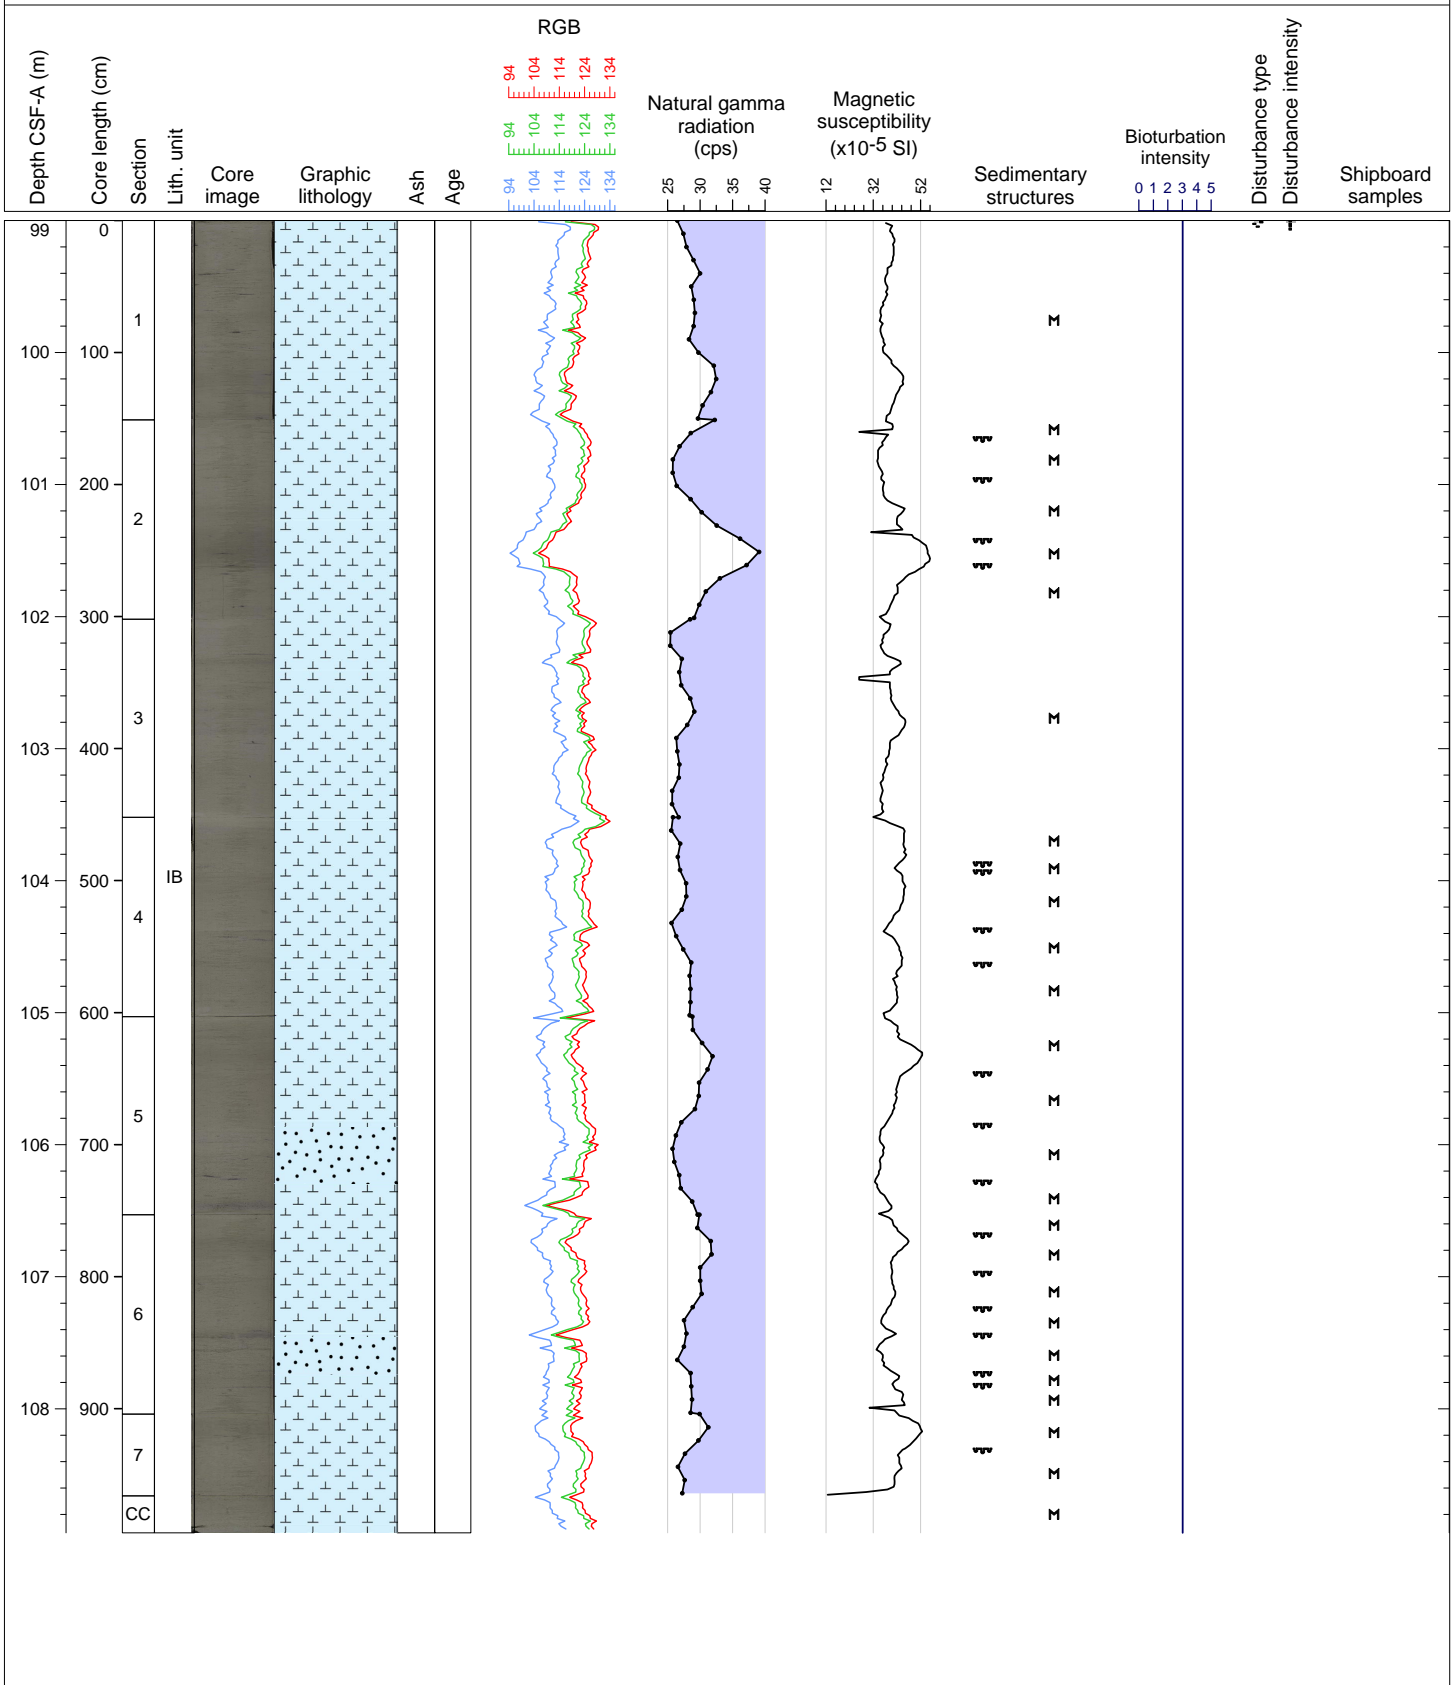 RGB
94 104 114 124 134
94 104 114 124 134
94 104 114 124 134
Depth CSF-A (m)
Core length (cm)
Section
Lith. unit
Core
image
Graphic
lithology
Ash
Age
Natural gamma
radiation
(cps)
25 30 35 40
Magnetic
susceptibility
(x10-5 SI)
12 32 52
Sedimentary
structures
Bioturbation
intensity
0 1 2 3 4 5
Disturbance type
Disturbance intensity
Shipboard
samples
99 0
1
100 100
101 200
2
102 300
3
103 400
IB
104 500
4
105 600
5
106 700
107 800
6
108 900
7
CC